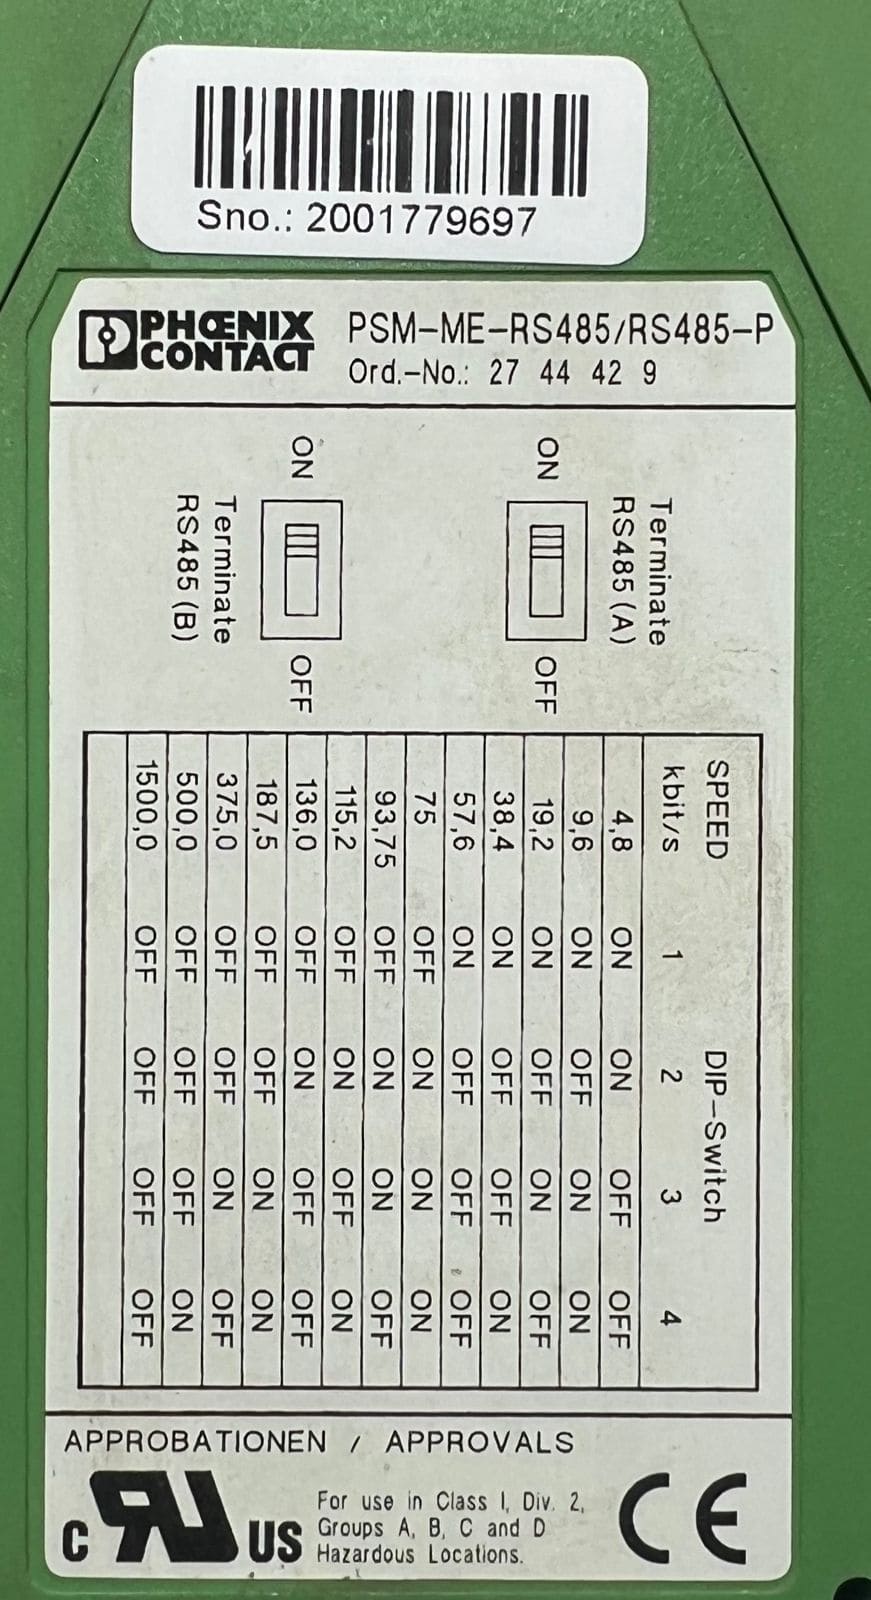 Sno.: 2001779697
PHŒNIX
CONTACT
PSM-ME-RS485/RS485-P
Ord.-No.: 27 44 42 9
Terminate
RS485 (A)
ON OFF
ON OFF
Terminate
RS485 (B)
SPEED DIP-Switch
kbit/s 1 2 3 4
4,8 ON ON OFF OFF
9,6 ON OFF ON ON
19,2 ON OFF ON OFF
38,4 ON OFF OFF ON
57,6 ON OFF OFF OFF
75 OFF ON ON ON
93,75 OFF ON ON OFF
115,2 OFF ON OFF ON
136,0 OFF ON OFF OFF
187,5 OFF OFF ON ON
375,0 OFF OFF ON OFF
500,0 OFF OFF OFF ON
1500,0 OFF OFF OFF OFF
APPROBATIONEN / APPROVALS
C RU US
For use in Class I, Div. 2,
Groups A, B, C and D
Hazardous Locations.
CE